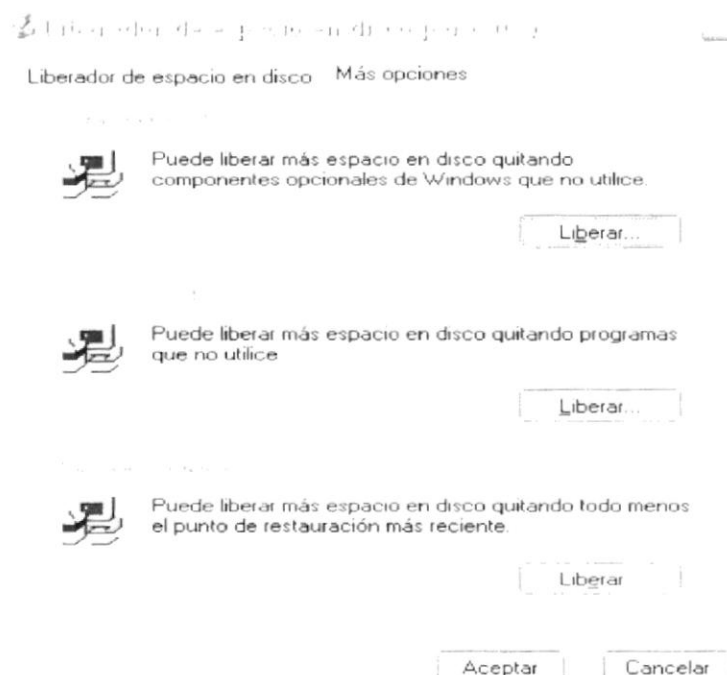 Liberador de espacio en disco Más opciones
Puede liberar más espacio en disco quitando
componentes opcionales de Windows que no utilice.
Liberar...
Puede liberar más espacio en disco quitando programas
que no utilice
Liberar...
Puede liberar más espacio en disco quitando todo menos
el punto de restauración más reciente.
Liberar
Aceptar Cancelar